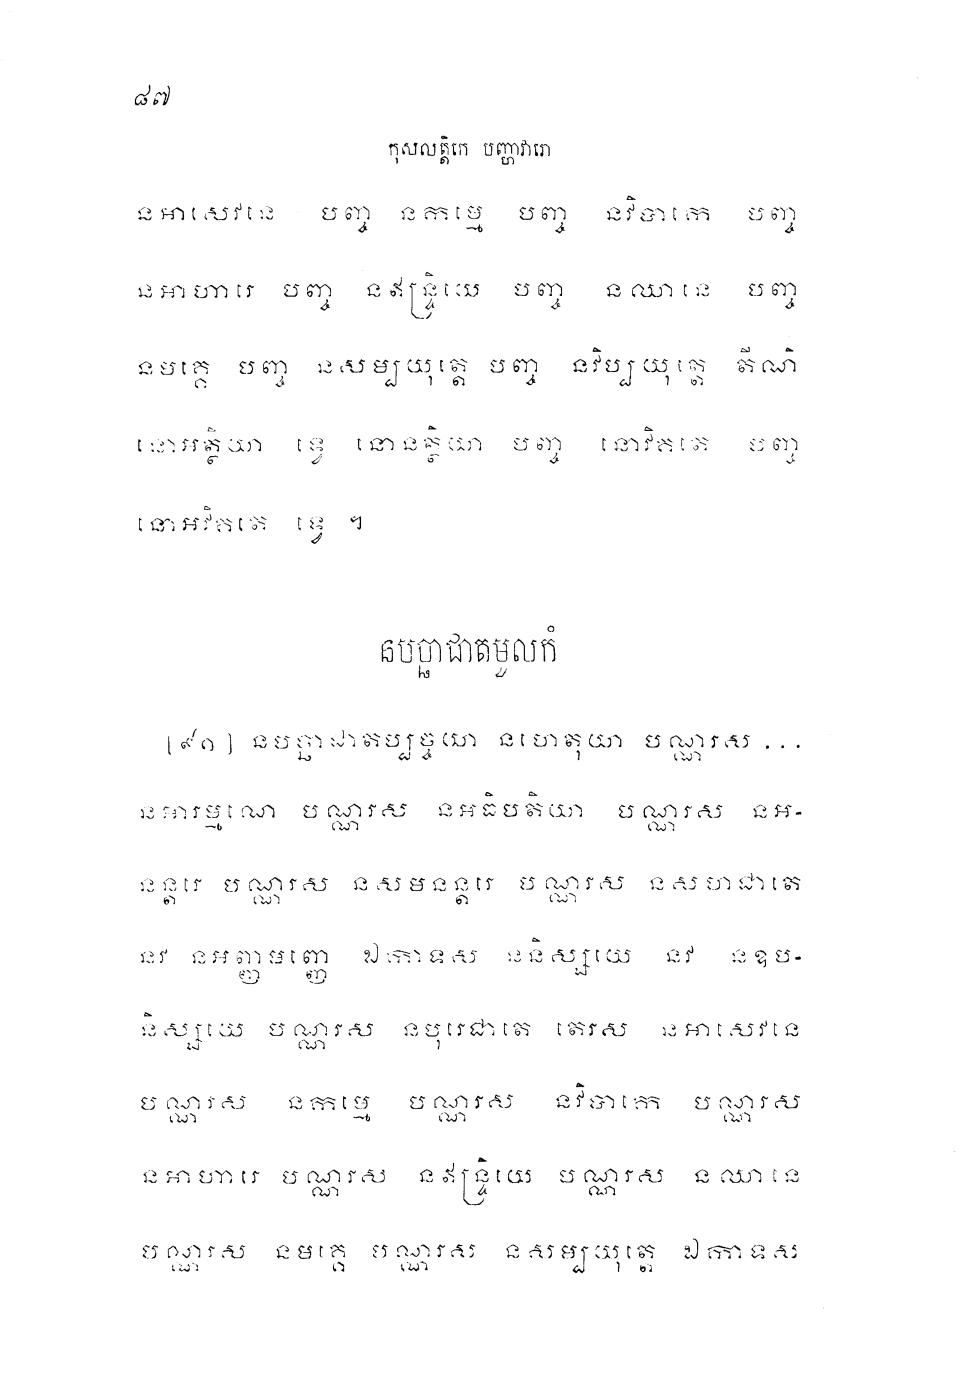 ៨៧
កុសលត្តិកេ បញ្ហាវារោ
នអាសេវនេ បញ្ច នកម្មេ បញ្ច នវិបាកេ បញ្ច
នអាហារេ បញ្ច នឥន្ទ្រិយេ បញ្ច នឈានេ បញ្ច
នមគ្គេ បញ្ច នសម្បយុត្តេ បញ្ច នវិប្បយុត្តេ តីណិ
នោអត្ថិយា ទ្វេ នោនត្ថិយា បញ្ច នោវិគតេ បញ្ច
នោអវិគតេ ទ្វេ ។
នបច្ឆាជាតមូលកំ
[៩១] នបច្ឆាជាតប្បច្ចយា នហេតុយា បណ្ណរស ...
នអារម្មណេ បណ្ណរស នអធិបតិយា បណ្ណរស នអ-
នន្តរេ បណ្ណរស នសមនន្តរេ បណ្ណរស នសហជាតេ
នវ នអញ្ញមញ្ញេ ឯកាទស ននិស្សយេ នវ នឧប-
និស្សយេ បណ្ណរស នបុរេជាតេ តេរស នអាសេវនេ
បណ្ណរស នកម្មេ បណ្ណរស នវិបាកេ បណ្ណរស
នអាហារេ បណ្ណរស នឥន្ទ្រិយេ បណ្ណរស នឈានេ
បណ្ណរស នមគ្គេ បណ្ណរស នសម្បយុត្តេ ឯកាទស